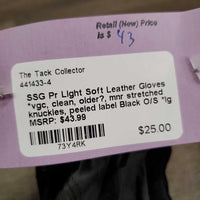 Retail (New) Price
is $ 43
The Tack Collector
441433-4
SSG Pr Light Soft Leather Gloves
*vgc, clean, older?, mnr stretched
knuckles, peeled label Black O/S *lg
MSRP: $43.99
$25.00
73Y4RK